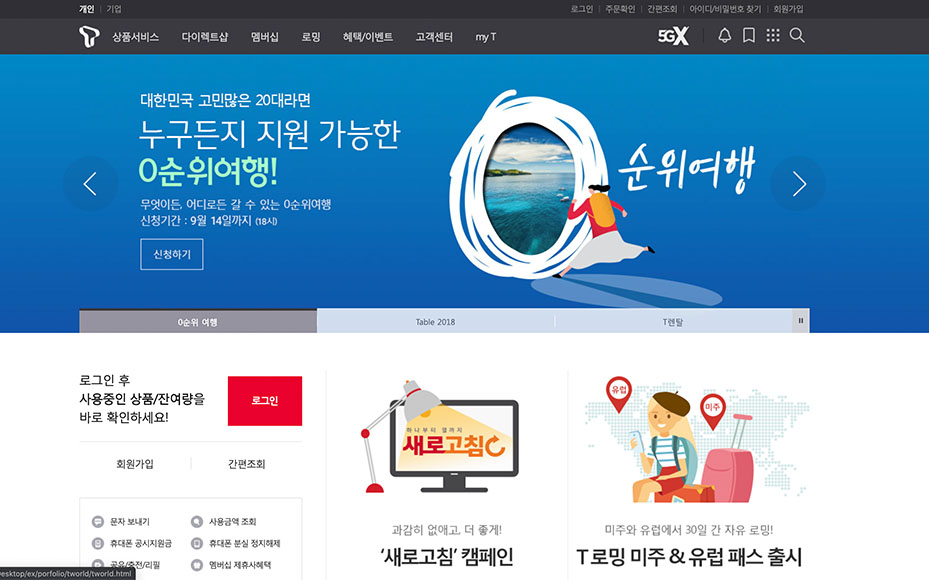 개인 기업
로그인 주문확인 간편조회 아이디/비밀번호 찾기 회원가입
상품서비스 다이렉트샵 멤버십 로밍 혜택/이벤트 고객센터 my T
5GX
대한민국 고민많은 20대라면
누구든지 지원 가능한
0순위여행!
무엇이든, 어디로든 갈 수 있는 0순위여행
신청기간 : 9월 14일까지 (18시)
신청하기
0순위여행
0순위 여행 Table 2018 T렌탈
로그인 후
사용중인 상품/잔여량을
바로 확인하세요!
로그인
회원가입 간편조회
문자 보내기 사용금액 조회
휴대폰 공시지원금 휴대폰 분실 정지해제
공유/충전/리필 멤버십 제휴사혜택
하나부터 열까지
새로고침
과감히 없애고, 더 좋게!
‘새로고침’ 캠페인
유럽
미주
미주와 유럽에서 30일 간 자유 로밍!
T 로밍 미주 & 유럽 패스 출시
esktop/ex/porfolio/tworld/tworld.html